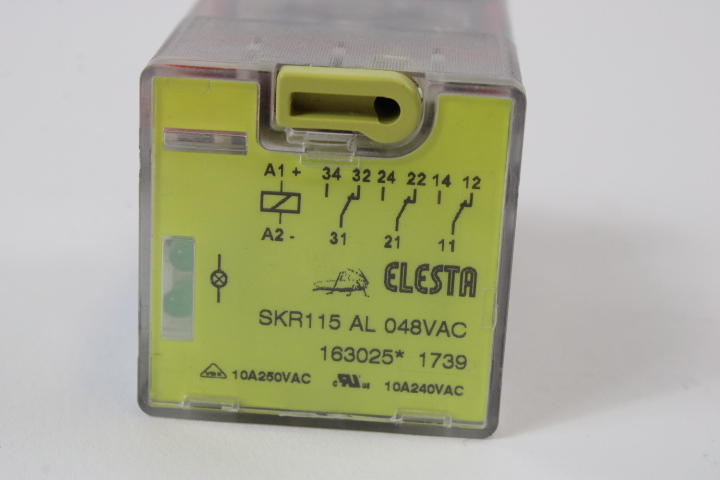 A1 + 34 32 24 22 14 12
A2 - 31 21 11
ELESTA
SKR115 AL 048VAC
163025* 1739
10A250VAC
c us 10A240VAC